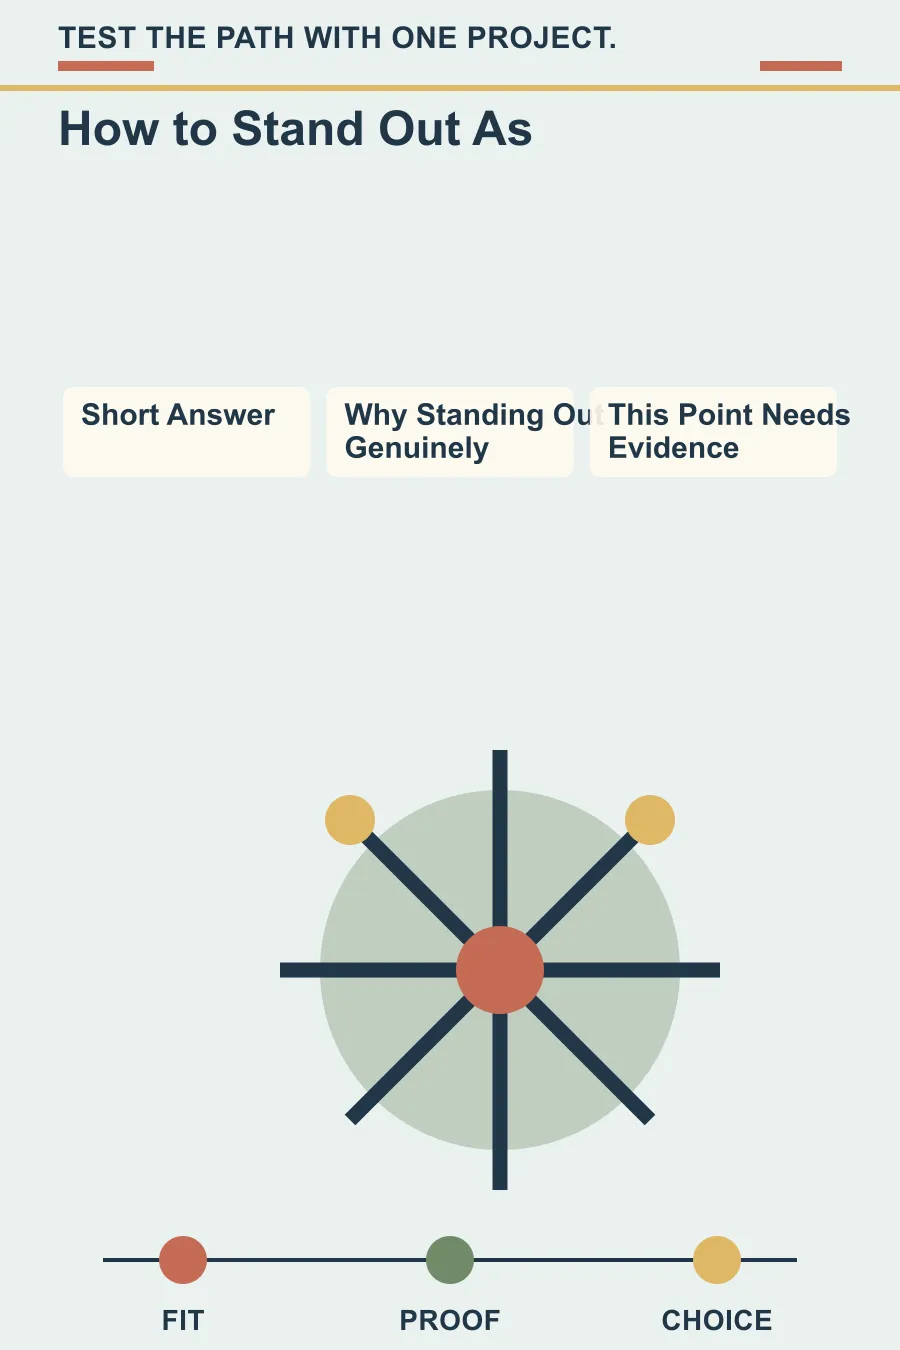 TEST THE PATH WITH ONE PROJECT.
How to Stand Out As
Short Answer
Why Standing Out
Genuinely
This Point Needs
Evidence
FIT
PROOF
CHOICE